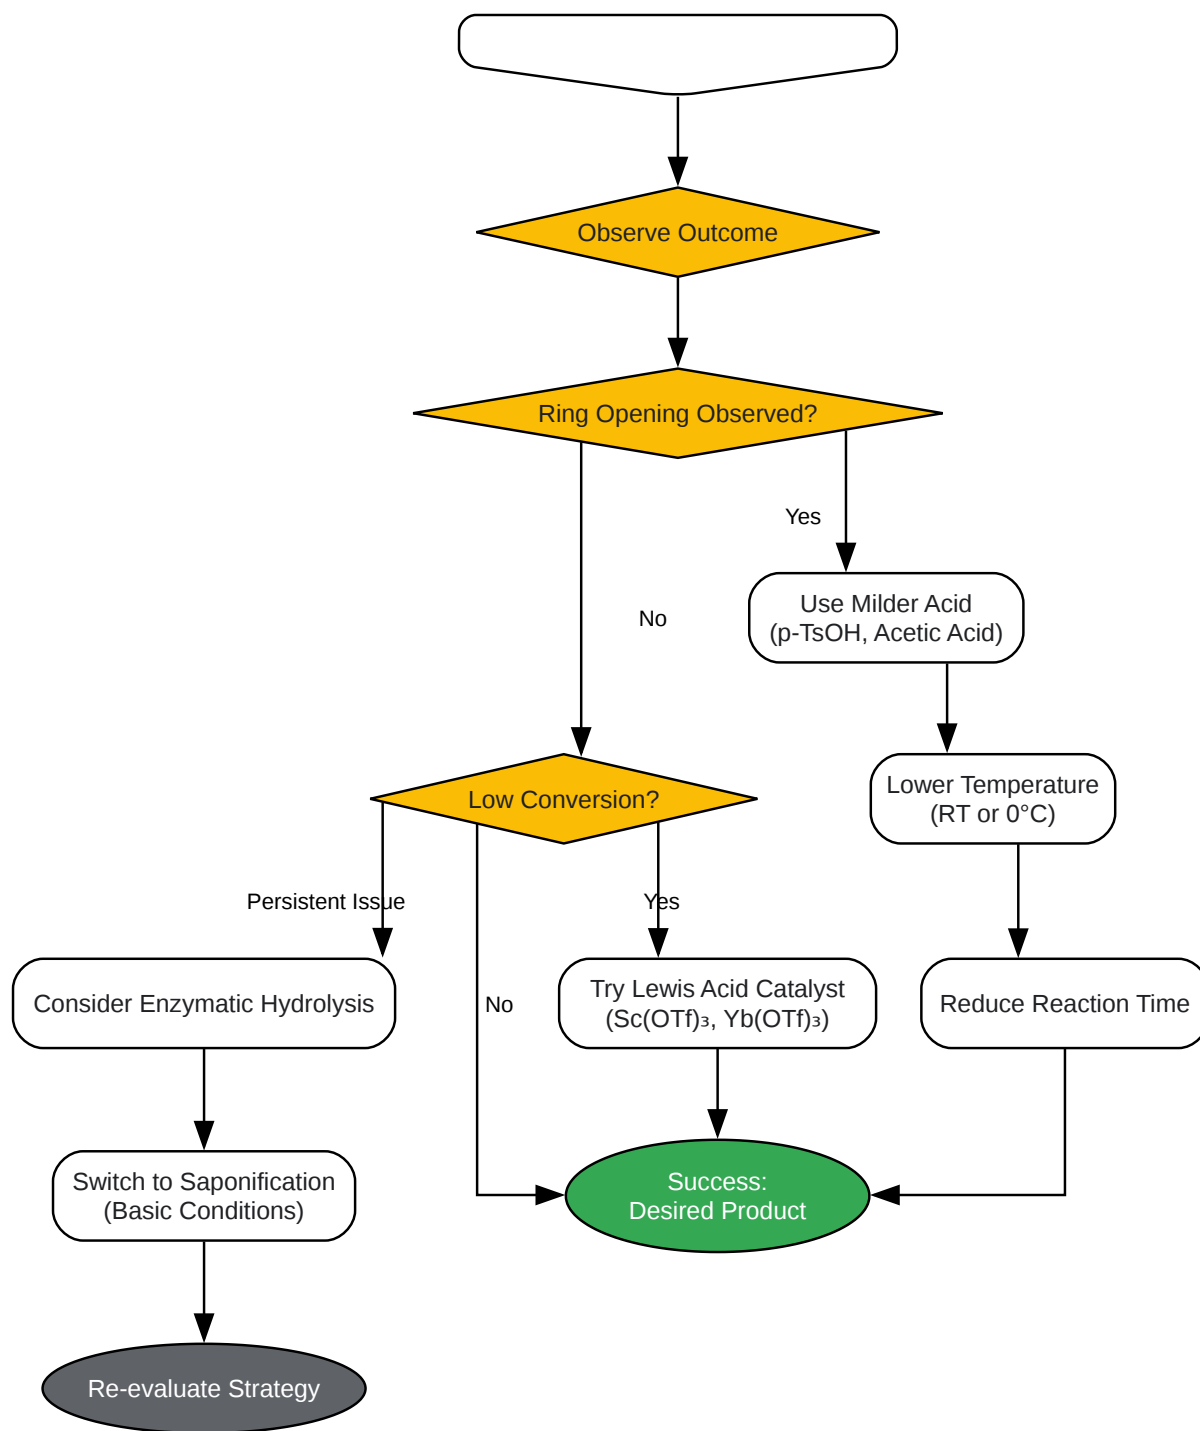 Observe Outcome
Ring Opening Observed?
Yes
No
Use Milder Acid
(p-TsOH, Acetic Acid)
Lower Temperature
(RT or 0°C)
Low Conversion?
Persistent Issue
Yes
No
Consider Enzymatic Hydrolysis
Try Lewis Acid Catalyst
(Sc(OTf)₃, Yb(OTf)₃)
Reduce Reaction Time
Switch to Saponification
(Basic Conditions)
Success:
Desired Product
Re-evaluate Strategy